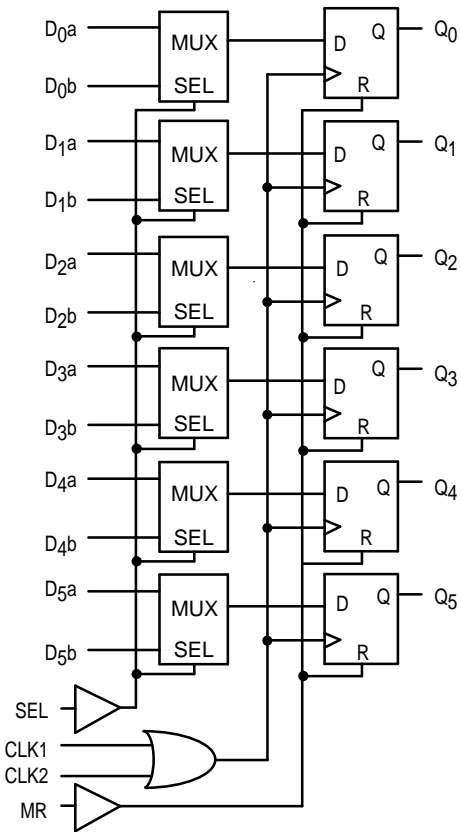 D0a MUX D Q Q0
D0b SEL R
D1a MUX D Q Q1
D1b SEL R
D2a MUX D Q Q2
D2b SEL R
D3a MUX D Q Q3
D3b SEL R
D4a MUX D Q Q4
D4b SEL R
D5a MUX D Q Q5
D5b SEL R
SEL
CLK1
CLK2
MR